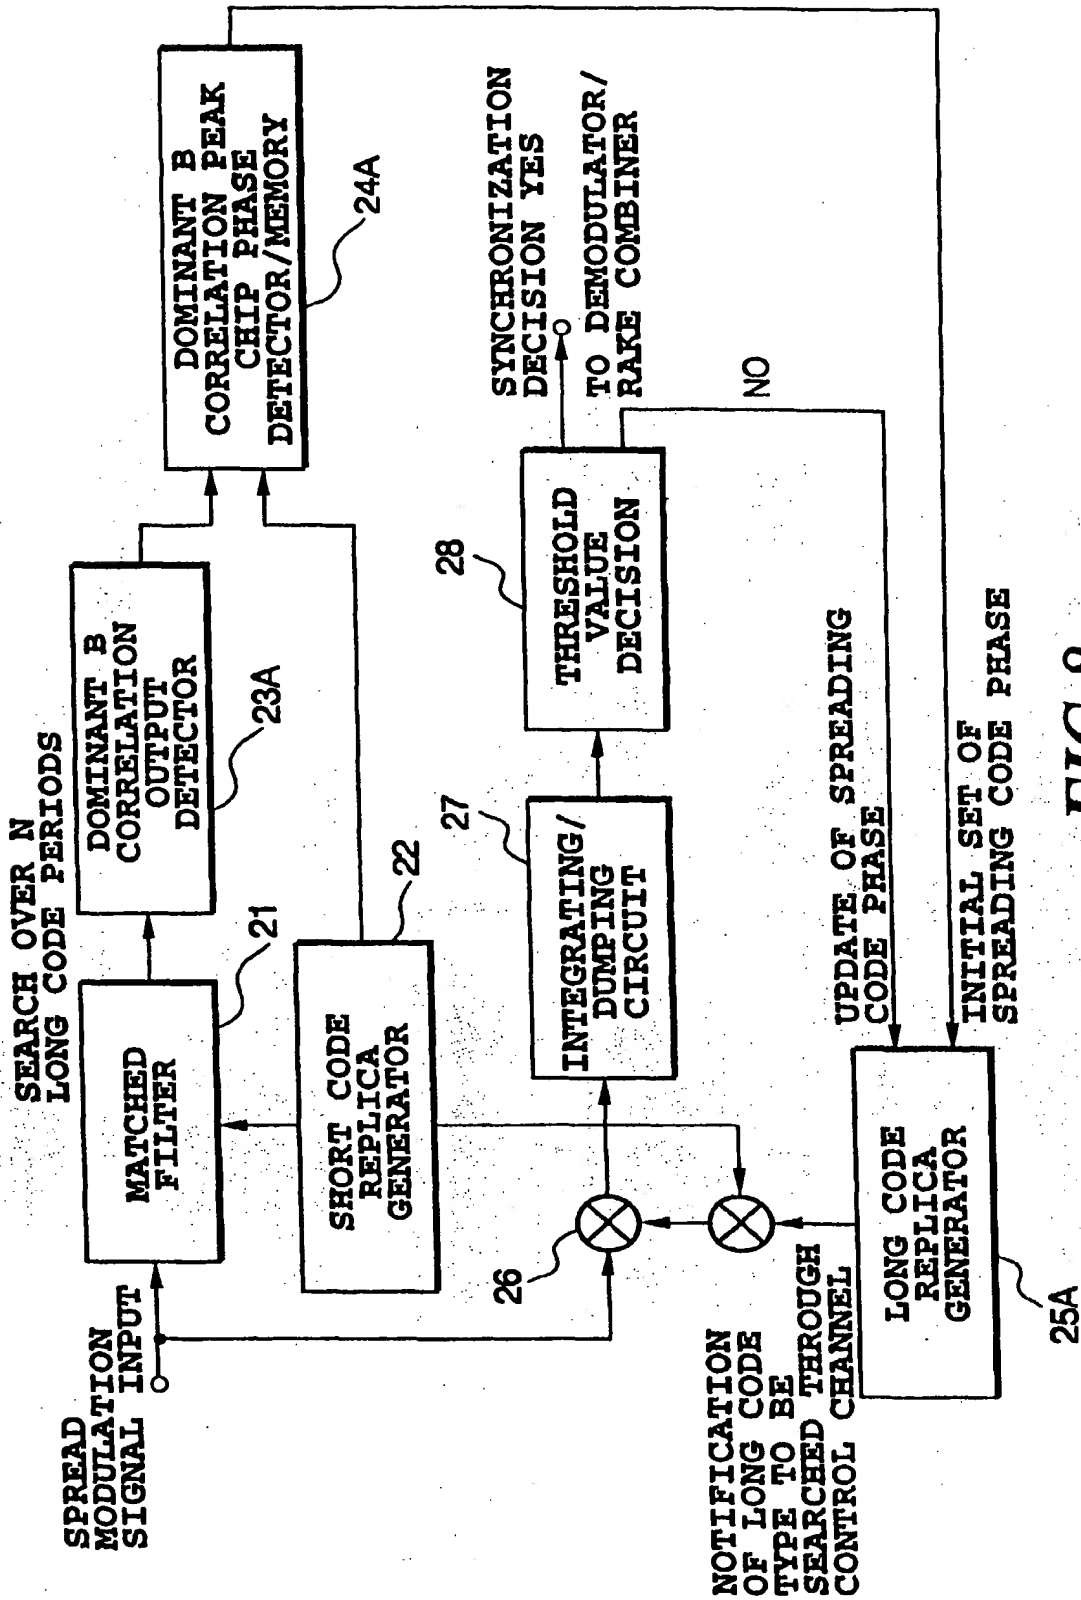 SPREAD
MODULATION
SIGNAL INPUT
SEARCH OVER N
LONG CODE PERIODS
MATCHED
FILTER
21
DOMINANT B
CORRELATION
OUTPUT
DETECTOR
23A
DOMINANT B
CORRELATION PEAK
CHIP PHASE
DETECTOR/MEMORY
24A
SHORT CODE
REPLICA
GENERATOR
22
26
INTEGRATING/
DUMPING
CIRCUIT
27
THRESHOLD
VALUE
DECISION
28
SYNCHRONIZATION
DECISION YES
TO DEMODULATOR/
RAKE COMBINER
NO
NOTIFICATION
OF LONG CODE
TYPE TO BE
SEARCHED THROUGH
CONTROL CHANNEL
LONG CODE
REPLICA
GENERATOR
25A
UPDATE OF SPREADING
CODE PHASE
INITIAL SET OF
SPREADING CODE PHASE